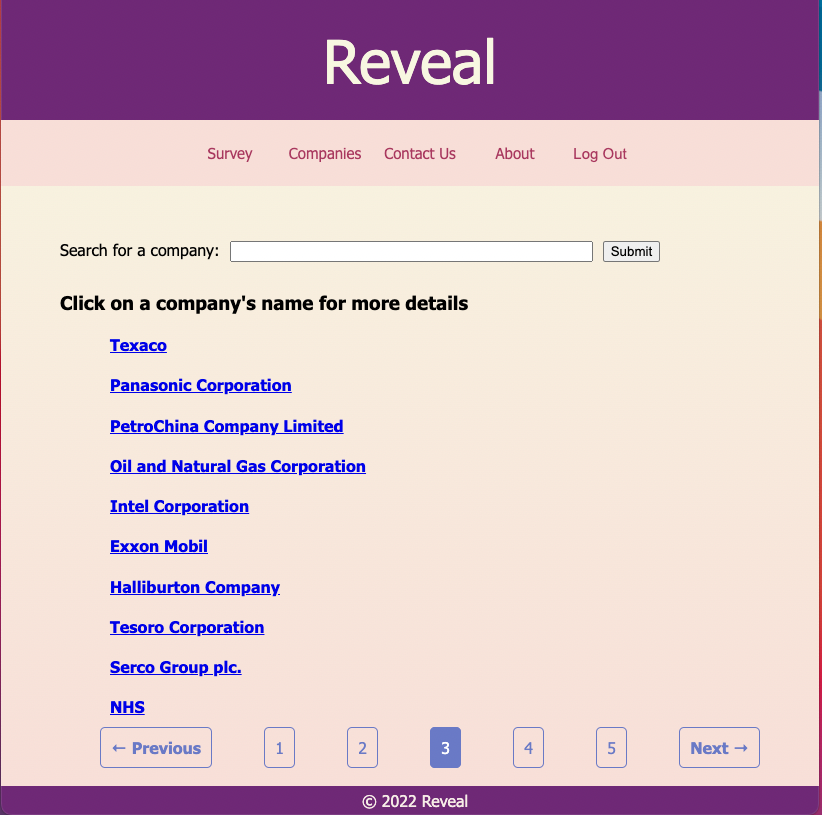 Reveal
Survey Companies Contact Us About Log Out
Search for a company: Submit
Click on a company's name for more details
Texaco
Panasonic Corporation
PetroChina Company Limited
Oil and Natural Gas Corporation
Intel Corporation
Exxon Mobil
Halliburton Company
Tesoro Corporation
Serco Group plc.
NHS
← Previous 1 2 3 4 5 Next →
© 2022 Reveal